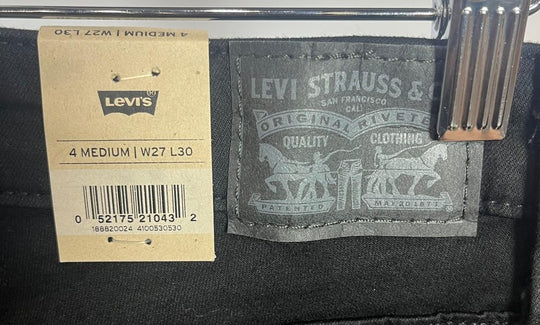 4 MEDIUM | W27 L30
LEVI'S
4 MEDIUM | W27 L30
0 52175 21043 2
188820024 4100530530
LEVI STRAUSS &
SAN FRANCISCO
CAL
ORIGINAL RIVETE
QUALITY CLOTHING
PATENTED MAY 20 1873